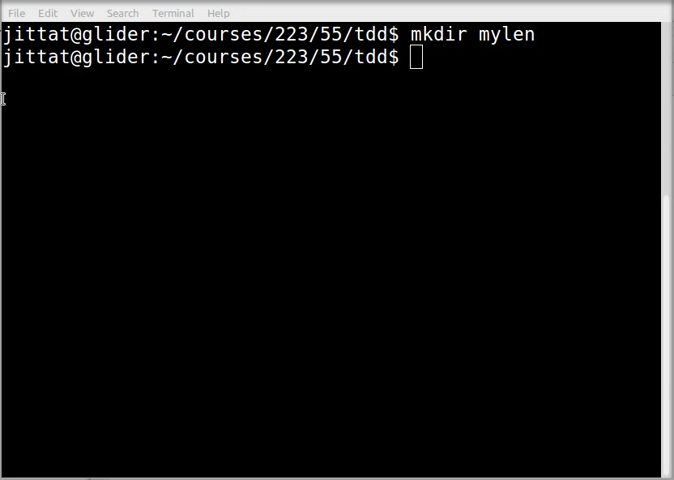 File Edit View Search Terminal Help
jittat@glider:~/courses/223/55/tdd$ mkdir mylen
jittat@glider:~/courses/223/55/tdd$